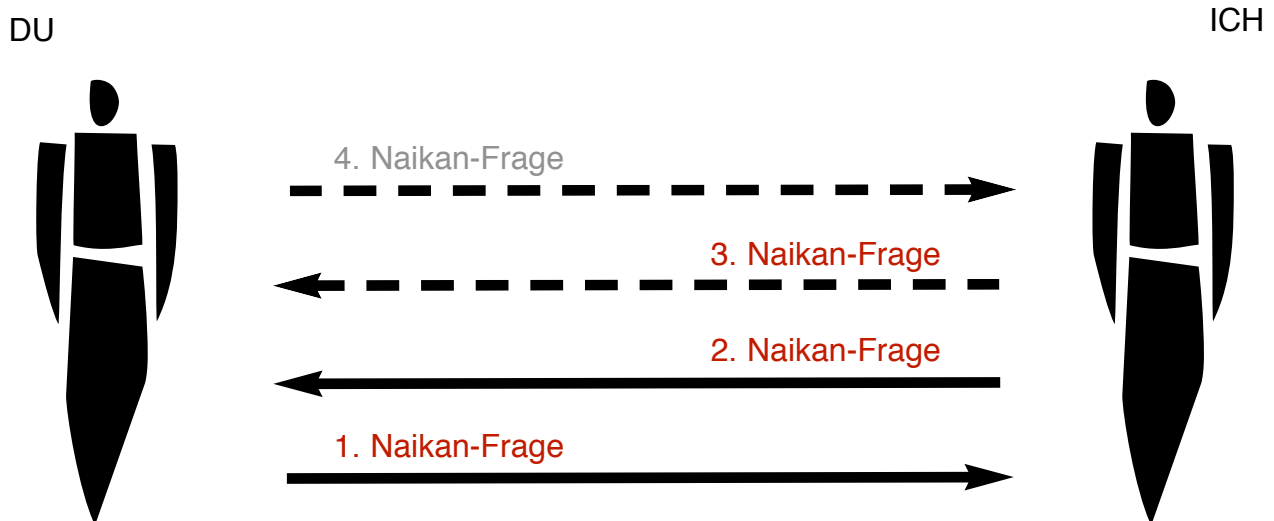 DU
ICH
4. Naikan-Frage
3. Naikan-Frage
2. Naikan-Frage
1. Naikan-Frage